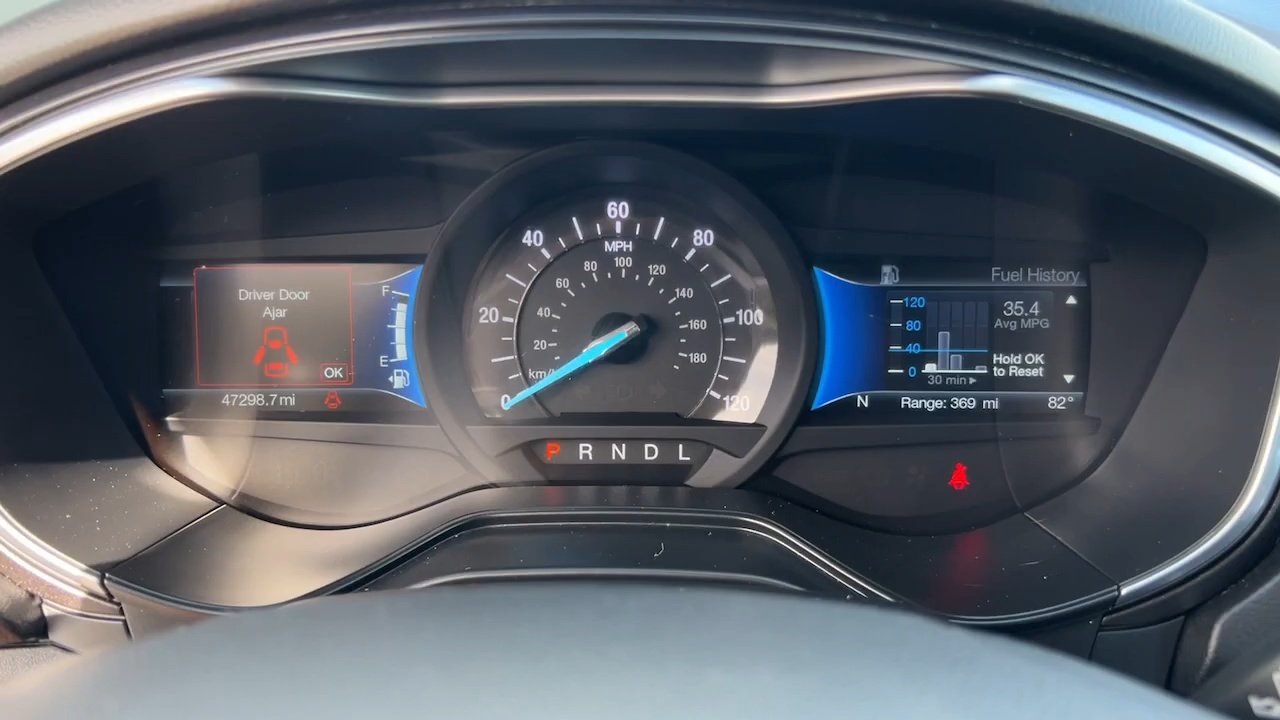 Driver Door
Ajar
OK
47298.7 mi
F
E
0
20
40
60
80
100
120
MPH
km/h
20
40
60
80
100
120
140
160
180
P R N D L
Fuel History
120
80
40
0
30 min
35.4
Avg MPG
Hold OK
to Reset
N
Range: 369 mi
82°